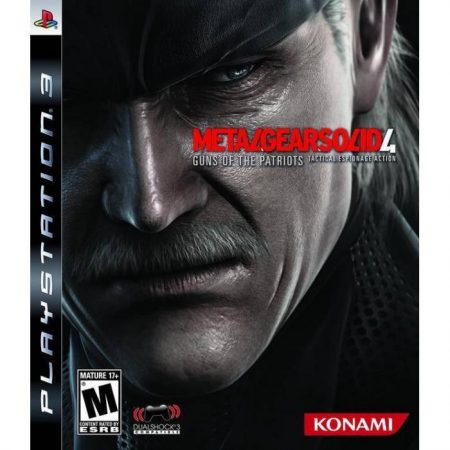 PLAYSTATION 3
METAL GEAR SOLID 4
GUNS OF THE PATRIOTS TACTICAL ESPIONAGE ACTION
MATURE 17+
M
CONTENT RATED BY
ESRB
DUALSHOCK 3
COMPATIBLE
KONAMI